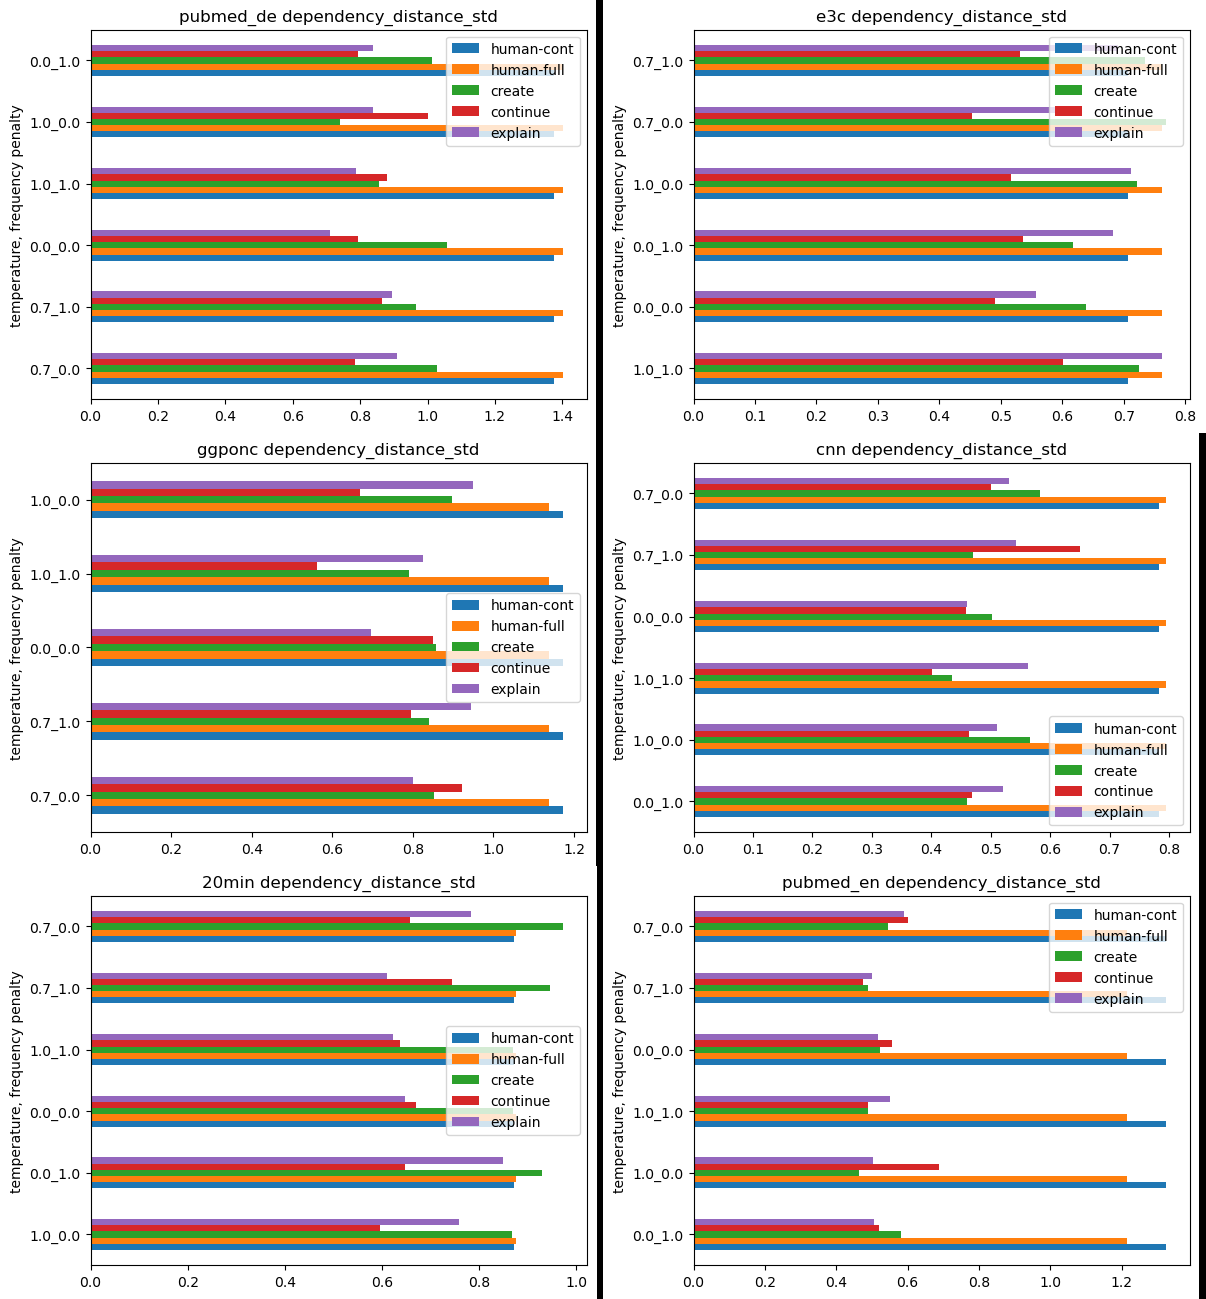 pubmed_de dependency_distance_std
temperature, frequency penalty
0.0_1.0
1.0_0.0
1.0_1.0
0.0_0.0
0.7_1.0
0.7_0.0
human-cont
human-full
create
continue
explain
0.0 0.2 0.4 0.6 0.8 1.0 1.2 1.4
e3c dependency_distance_std
temperature, frequency penalty
0.7_1.0
0.7_0.0
1.0_0.0
0.0_1.0
0.0_0.0
1.0_1.0
human-cont
human-full
create
continue
explain
0.0 0.1 0.2 0.3 0.4 0.5 0.6 0.7 0.8
ggponc dependency_distance_std
temperature, frequency penalty
1.0_0.0
1.0_1.0
0.0_0.0
0.7_1.0
0.7_0.0
human-cont
human-full
create
continue
explain
0.0 0.2 0.4 0.6 0.8 1.0 1.2
cnn dependency_distance_std
temperature, frequency penalty
0.7_0.0
0.7_1.0
0.0_0.0
1.0_1.0
1.0_0.0
0.0_1.0
human-cont
human-full
create
continue
explain
0.0 0.1 0.2 0.3 0.4 0.5 0.6 0.7 0.8
20min dependency_distance_std
temperature, frequency penalty
0.7_0.0
0.7_1.0
1.0_1.0
0.0_0.0
0.0_1.0
1.0_0.0
human-cont
human-full
create
continue
explain
0.0 0.2 0.4 0.6 0.8 1.0
pubmed_en dependency_distance_std
temperature, frequency penalty
0.7_0.0
0.7_1.0
0.0_0.0
1.0_1.0
1.0_0.0
0.0_1.0
human-cont
human-full
create
continue
explain
0.0 0.2 0.4 0.6 0.8 1.0 1.2